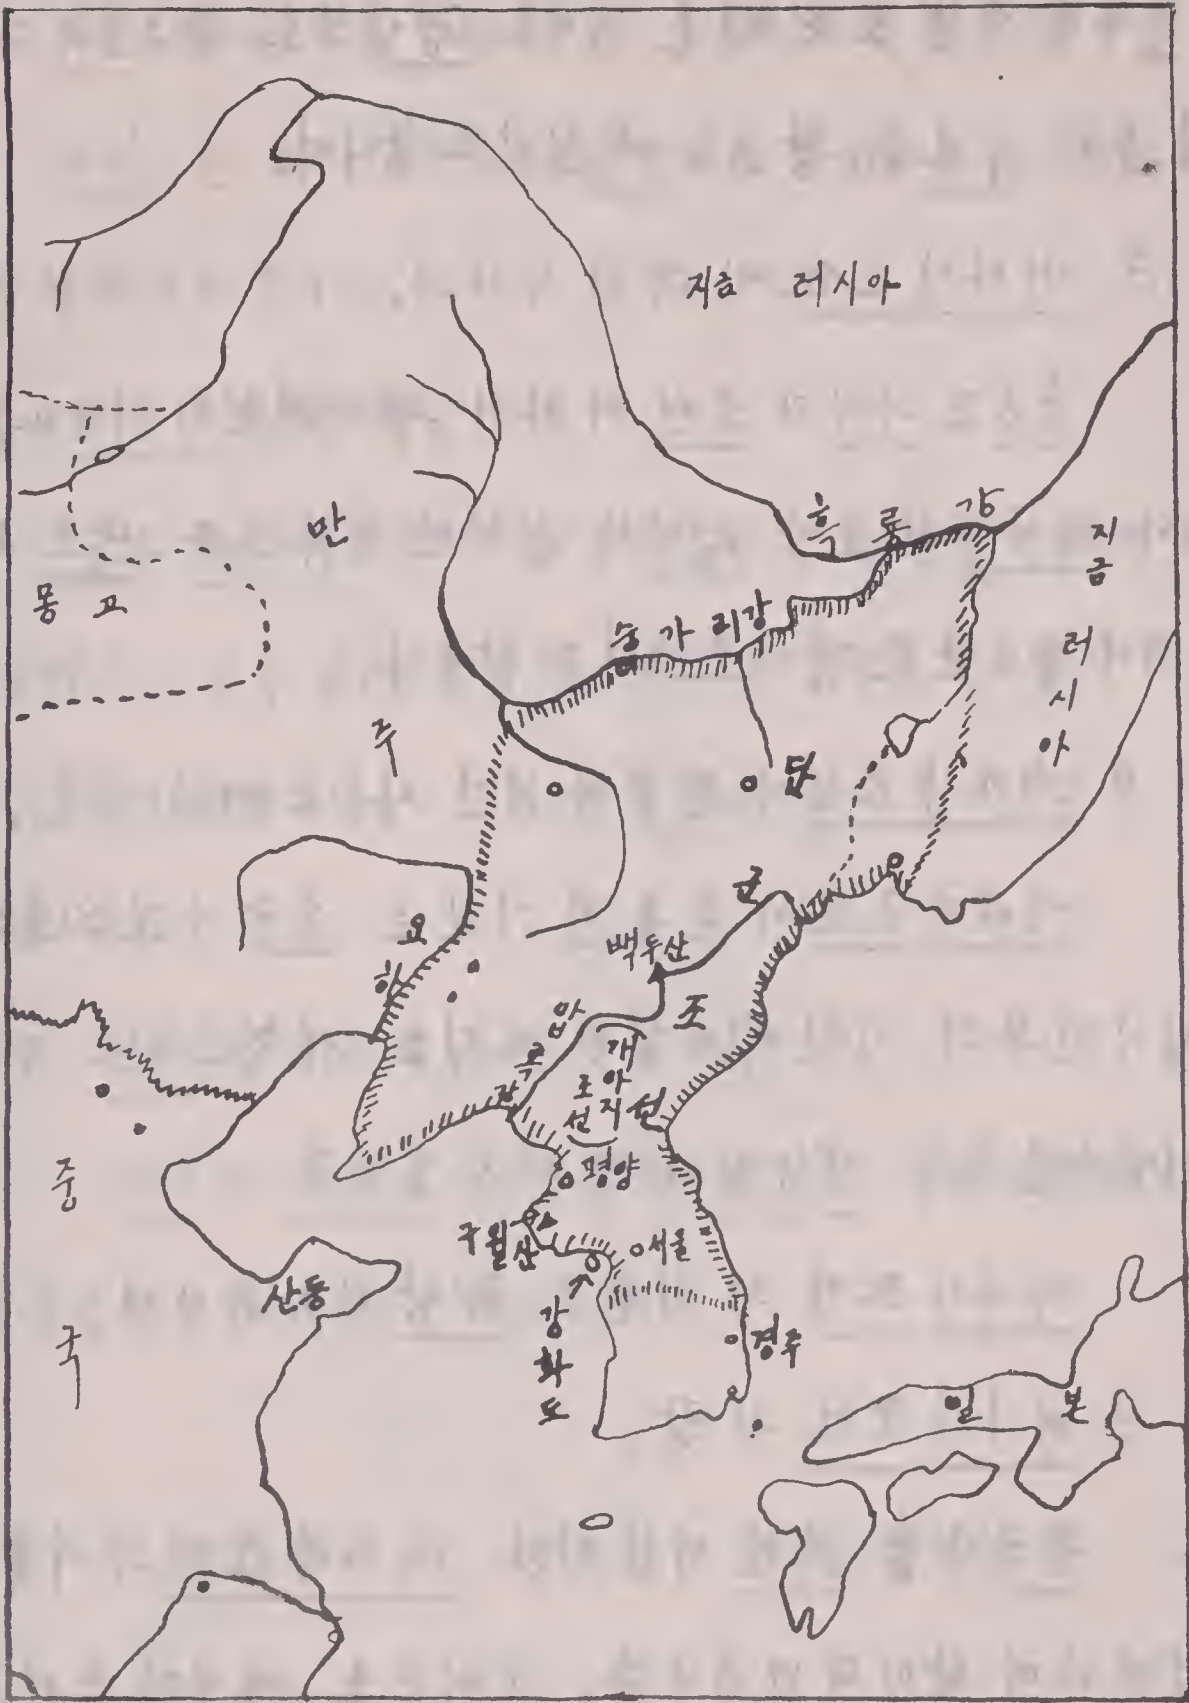 지금 러시아
흑룡강
지금 러시아
만주
몽고
숭가리강
단군조선
요하
백두산
압록강
개아지
조선
평양
구월산
서울
강화도
경주
산동
중국
일본